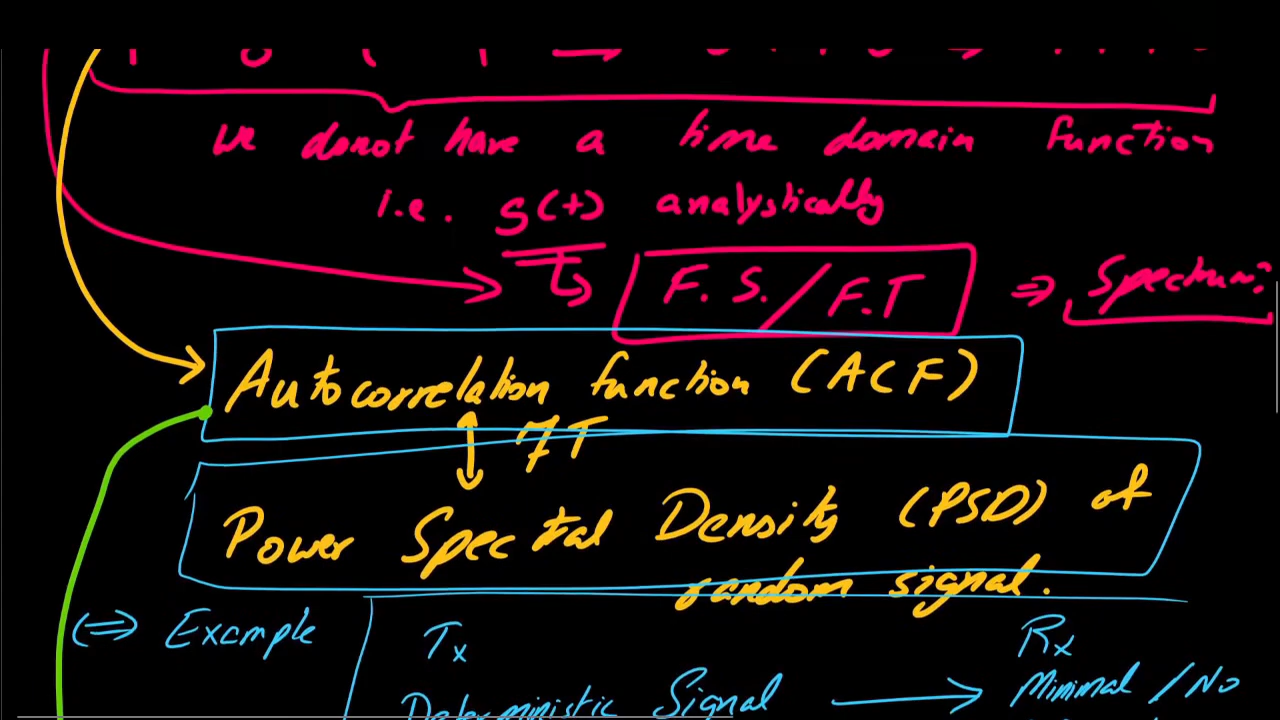 we donot have a time domain function
i.e. s(t) analystically
F.S./F.T ⇒ Spectrum?
Autocorrelation function (ACF)
↕ FT
Power Spectral Density (PSD) of
random signal.
(⇒) Example Tx Rx
Deterministic Signal → Minimal / No